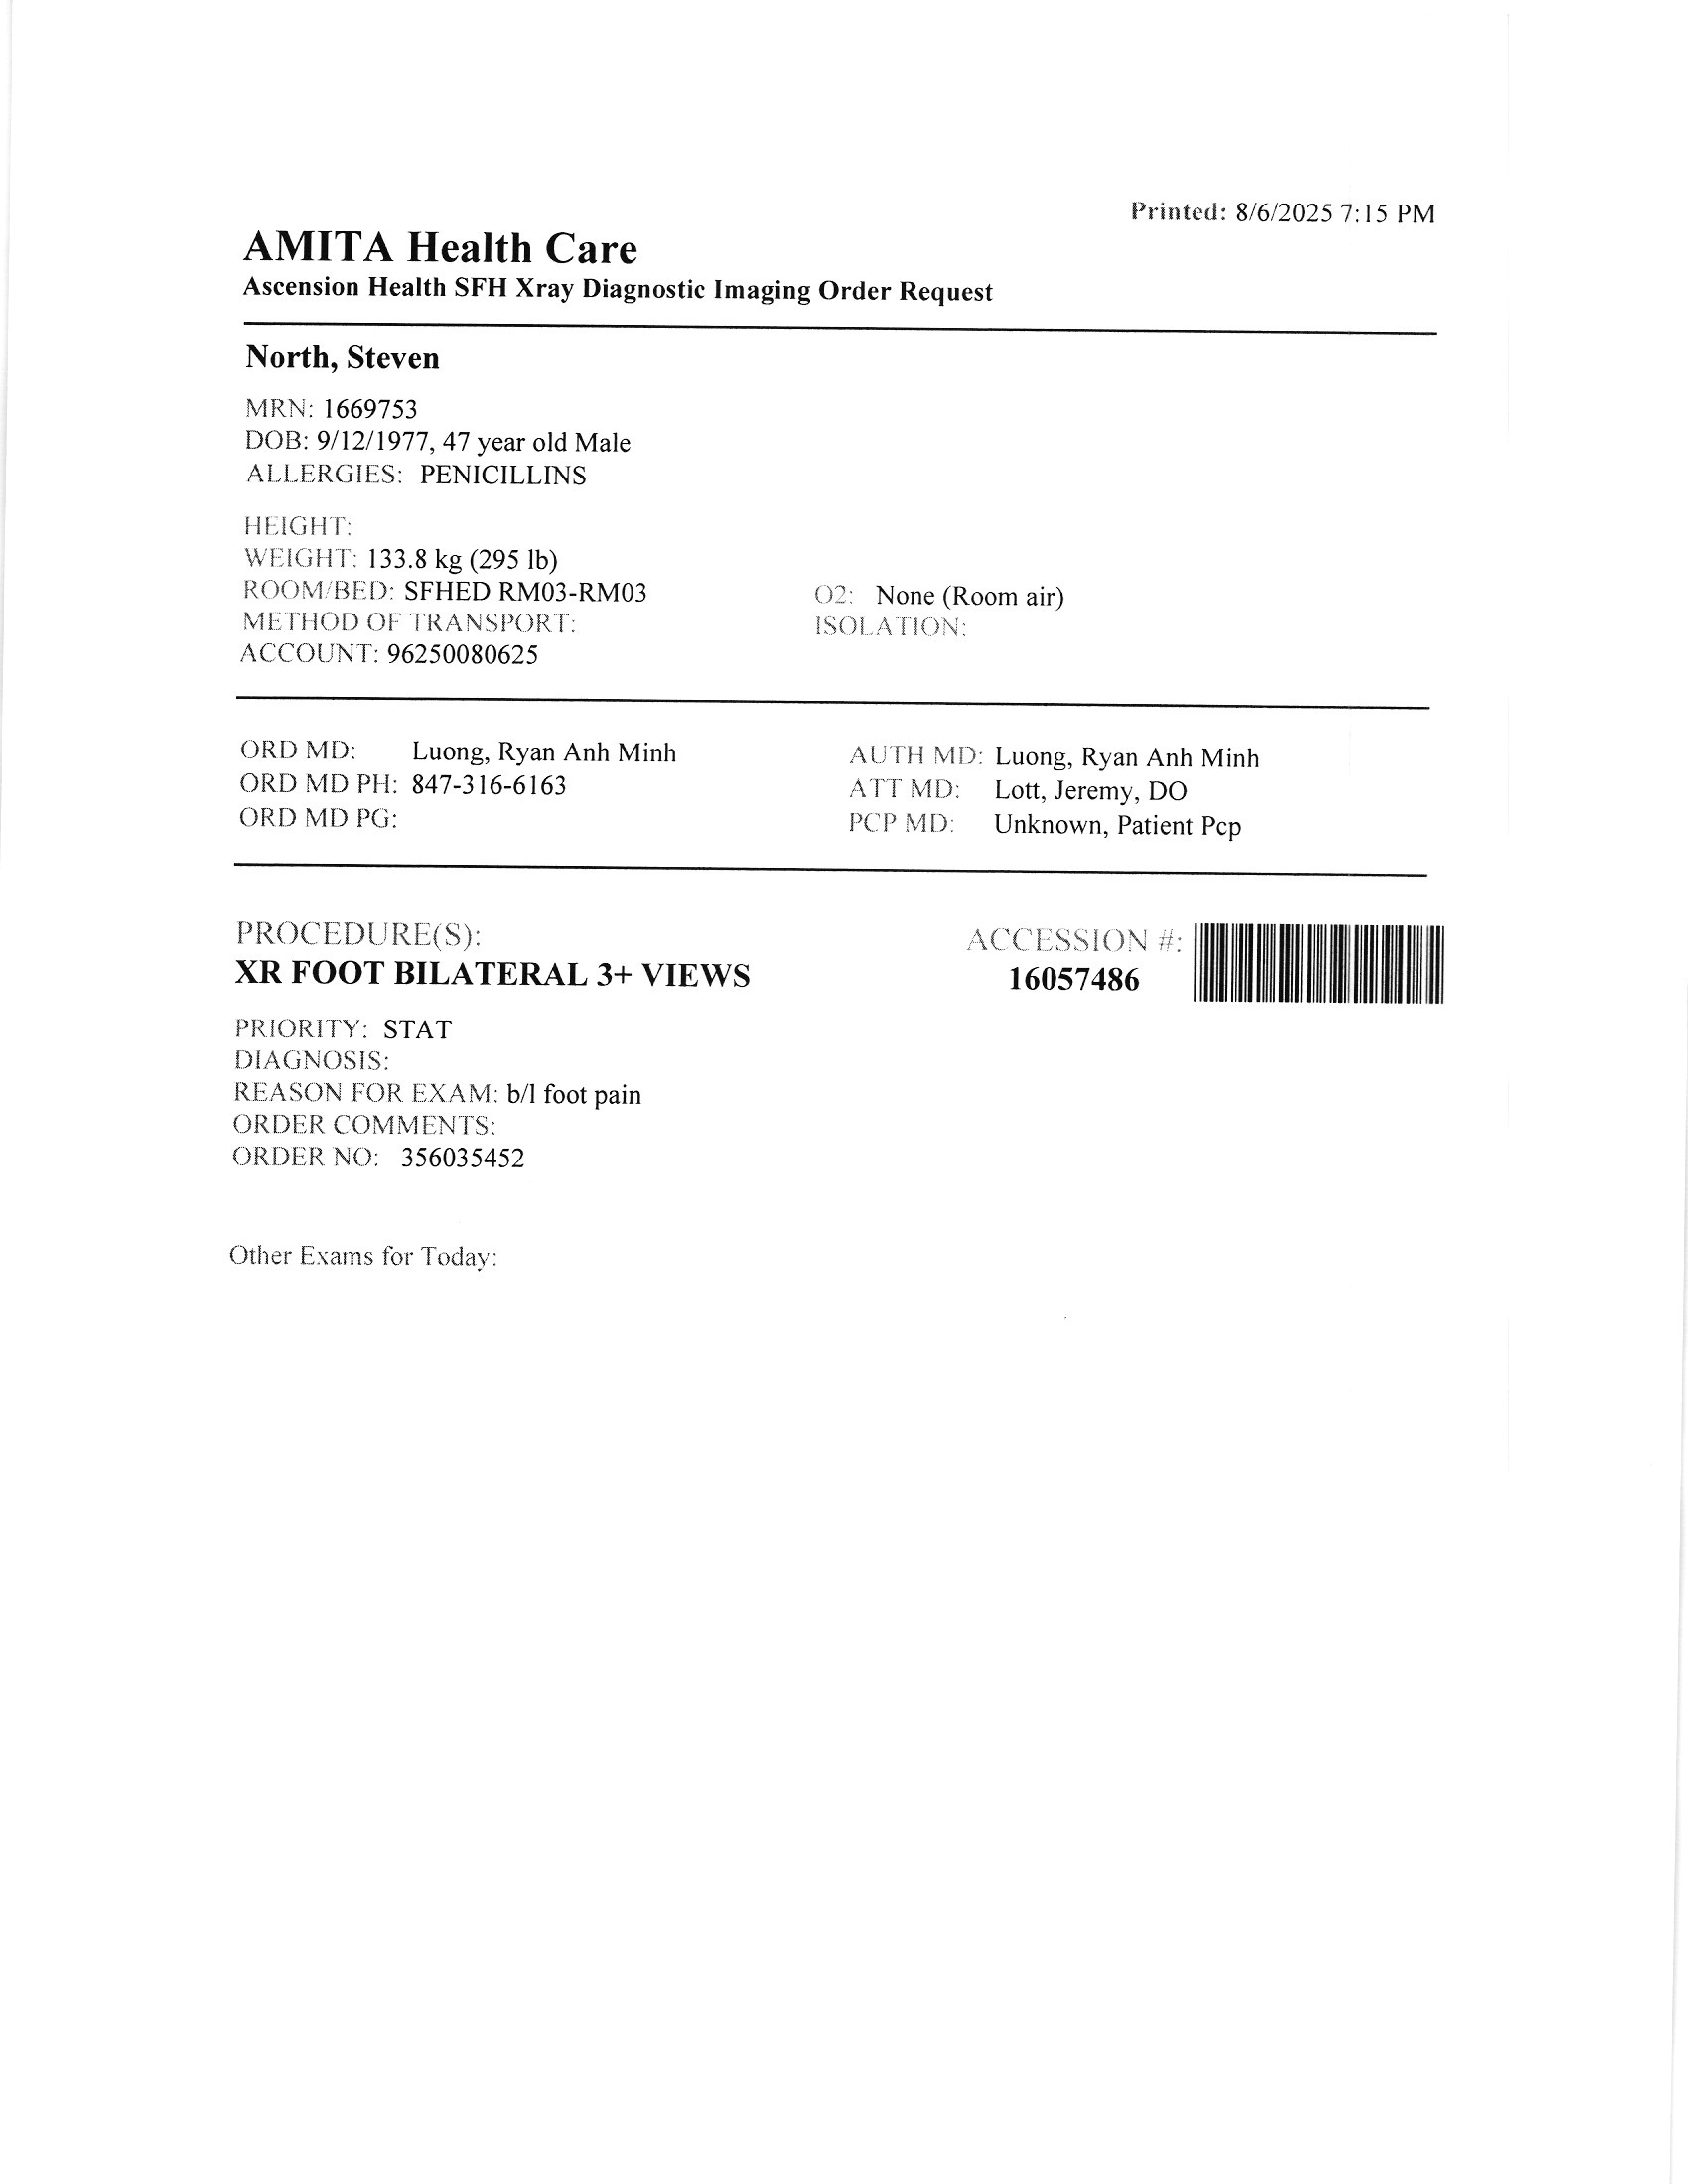 Printed: 8/6/2025 7:15 PM
AMITA Health Care
Ascension Health SFH Xray Diagnostic Imaging Order Request
North, Steven
MRN: 1669753
DOB: 9/12/1977, 47 year old Male
ALLERGIES: PENICILLINS
HEIGHT:
WEIGHT: 133.8 kg (295 lb)
ROOM/BED: SFHED RM03-RM03 O2: None (Room air)
METHOD OF TRANSPORT: ISOLATION:
ACCOUNT: 96250080625
ORD MD: Luong, Ryan Anh Minh AUTH MD: Luong, Ryan Anh Minh
ORD MD PH: 847-316-6163 ATT MD: Lott, Jeremy, DO
ORD MD PG: PCP MD: Unknown, Patient Pcp
PROCEDURE(S): ACCESSION #:
XR FOOT BILATERAL 3+ VIEWS 16057486
PRIORITY: STAT
DIAGNOSIS:
REASON FOR EXAM: b/l foot pain
ORDER COMMENTS:
ORDER NO: 356035452
Other Exams for Today: